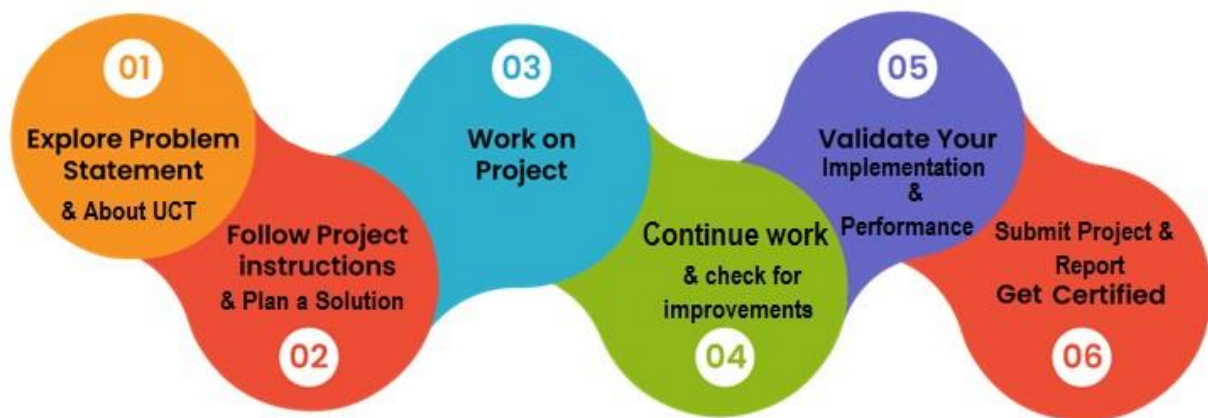 01
Explore Problem
Statement
& About UCT
Follow Project
instructions
& Plan a Solution
02
03
Work on
Project
Continue work
& check for
improvements
04
05
Validate Your
Implementation
&
Performance
Submit Project &
Report
Get Certified
06